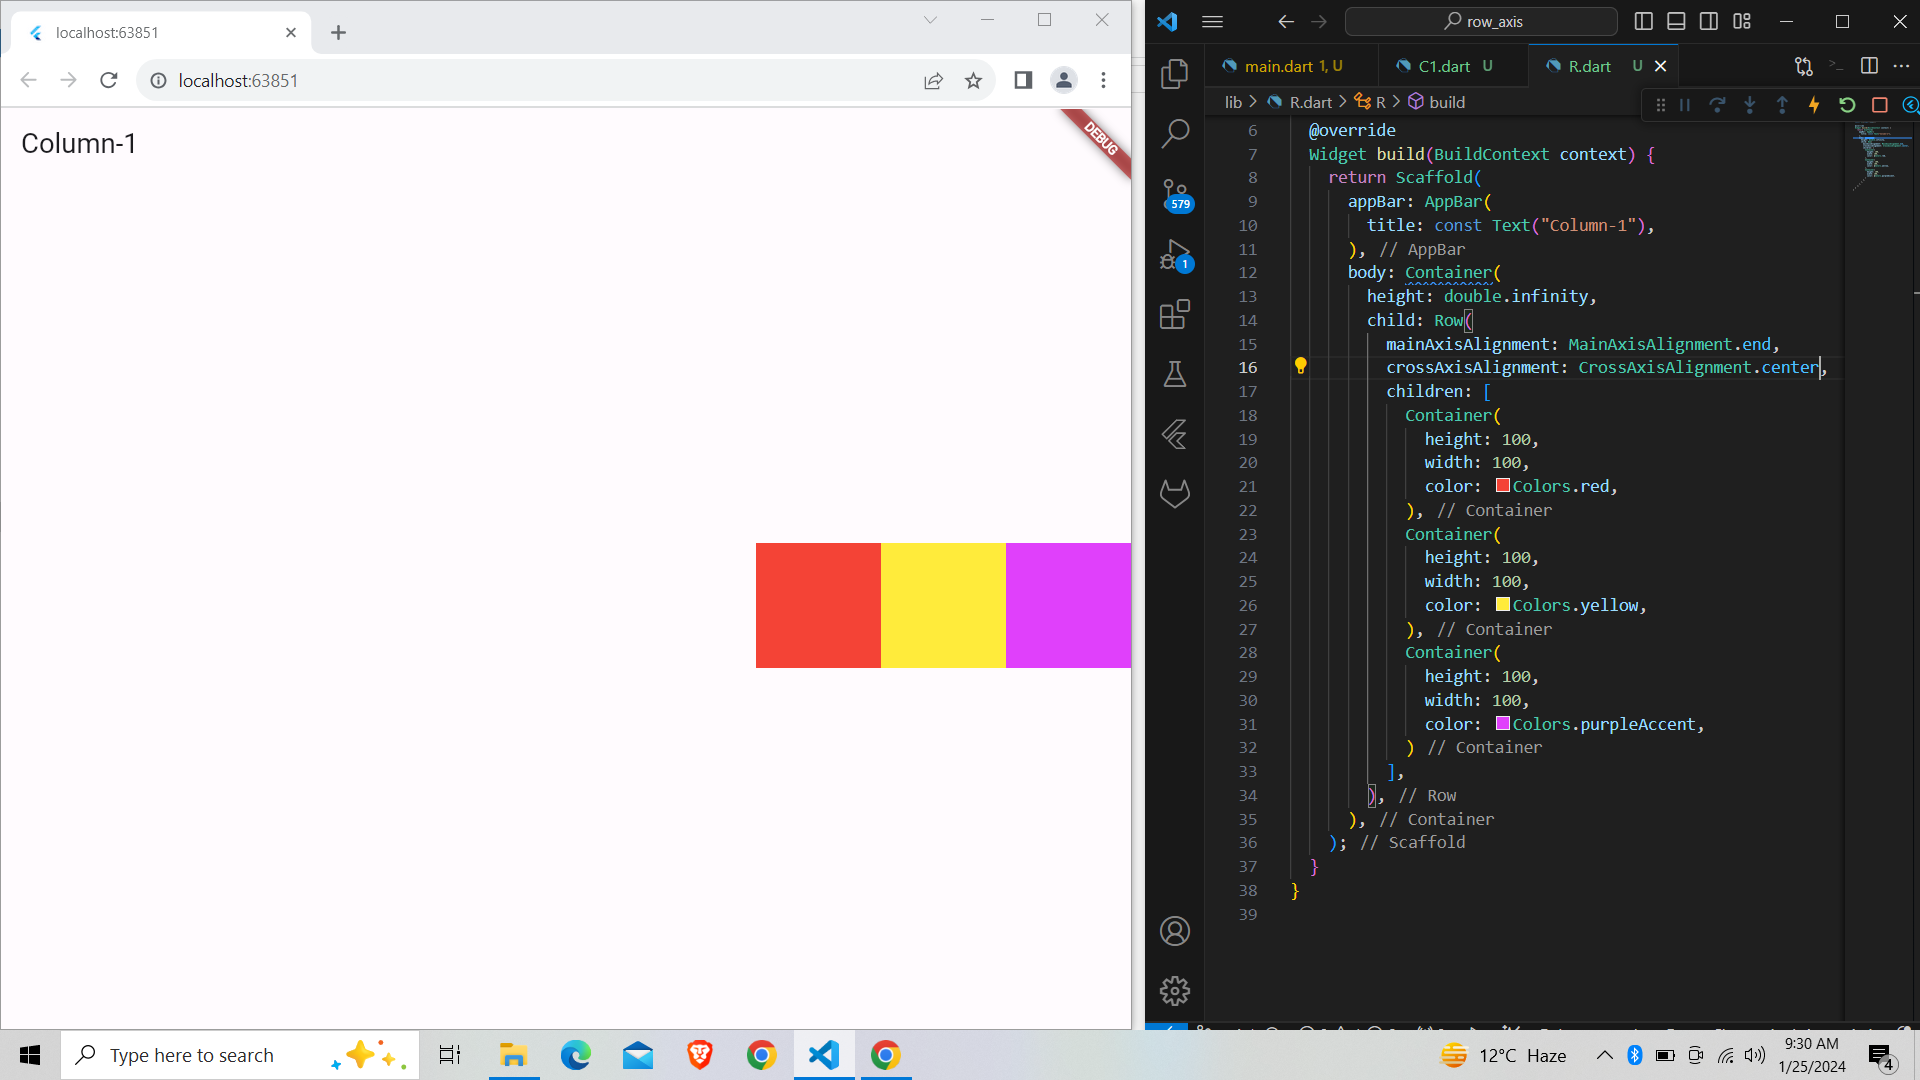 localhost:63851
localhost:63851
Column-1
DEBUG
row_axis
main.dart 1, U
C1.dart U
R.dart U
lib > R.dart > R > build
6 @override
7 Widget build(BuildContext context) {
8 return Scaffold(
9 appBar: AppBar(
10 title: const Text("Column-1"),
11 ), // AppBar
12 body: Container(
13 height: double.infinity,
14 child: Row(
15 mainAxisAlignment: MainAxisAlignment.end,
16 crossAxisAlignment: CrossAxisAlignment.center,
17 children: [
18 Container(
19 height: 100,
20 width: 100,
21 color: Colors.red,
22 ), // Container
23 Container(
24 height: 100,
25 width: 100,
26 color: Colors.yellow,
27 ), // Container
28 Container(
29 height: 100,
30 width: 100,
31 color: Colors.purpleAccent,
32 ) // Container
33 ],
34 ), // Row
35 ), // Container
36 ); // Scaffold
37 }
38 }
39
579
1
Type here to search
12°C Haze
9:30 AM
1/25/2024
4